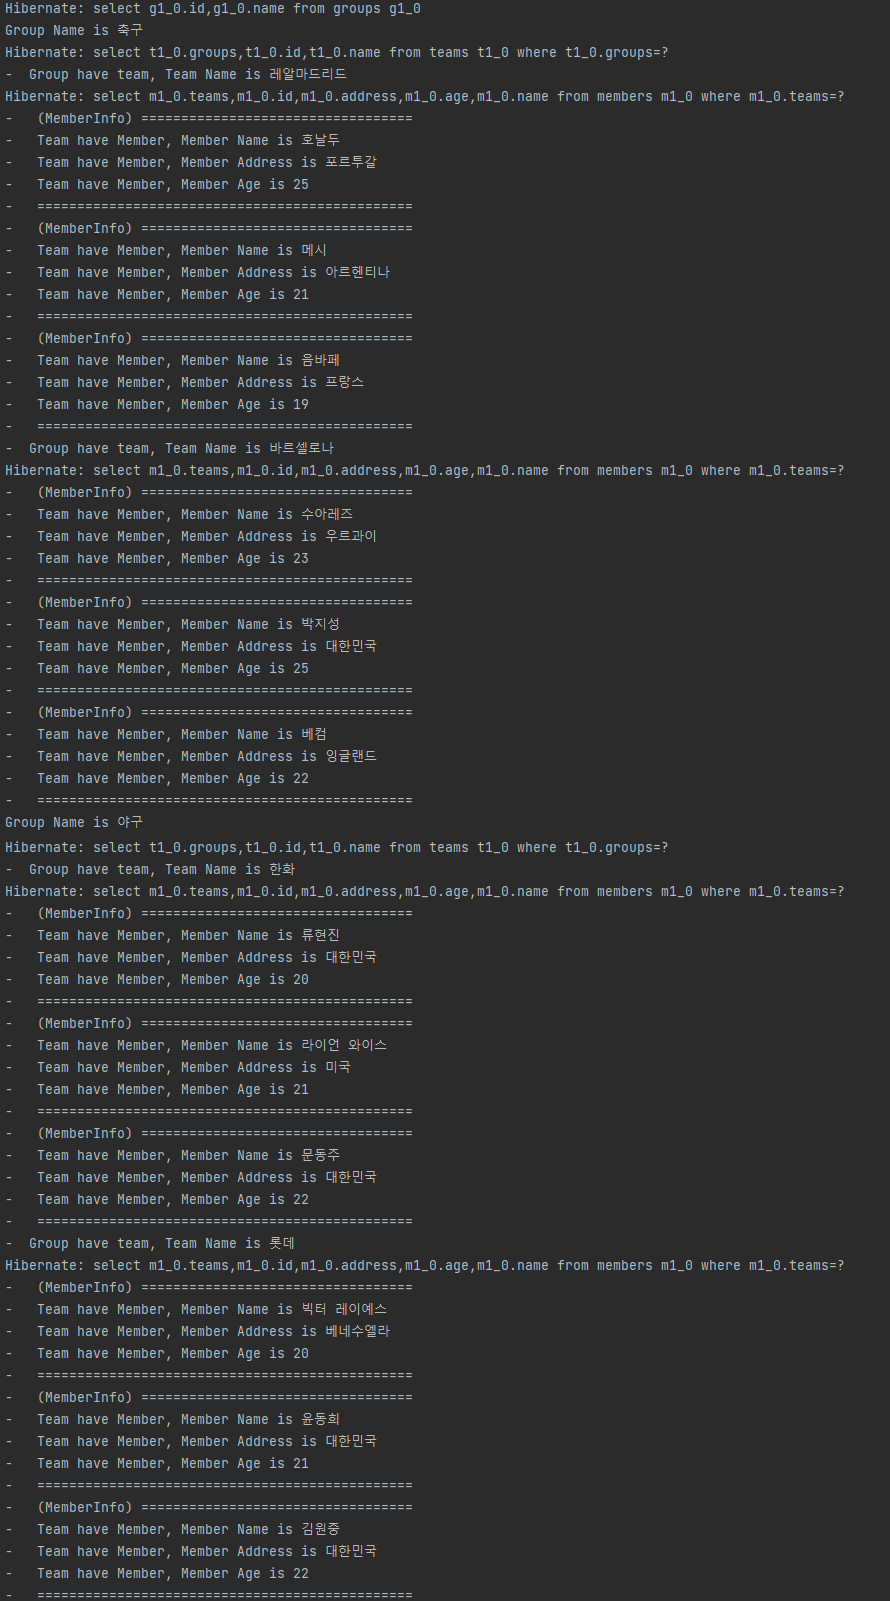 Hibernate: select g1_0.id,g1_0.name from groups g1_0
Group Name is 축구
Hibernate: select t1_0.groups,t1_0.id,t1_0.name from teams t1_0 where t1_0.groups=?
-  Group have team, Team Name is 레알마드리드
Hibernate: select m1_0.teams,m1_0.id,m1_0.address,m1_0.age,m1_0.name from members m1_0 where m1_0.teams=?
-   (MemberInfo) ==================================
-   Team have Member, Member Name is 호날두
-   Team have Member, Member Address is 포르투갈
-   Team have Member, Member Age is 25
-   ===============================================
-   (MemberInfo) ==================================
-   Team have Member, Member Name is 메시
-   Team have Member, Member Address is 아르헨티나
-   Team have Member, Member Age is 21
-   ===============================================
-   (MemberInfo) ==================================
-   Team have Member, Member Name is 음바페
-   Team have Member, Member Address is 프랑스
-   Team have Member, Member Age is 19
-   ===============================================
-  Group have team, Team Name is 바르셀로나
Hibernate: select m1_0.teams,m1_0.id,m1_0.address,m1_0.age,m1_0.name from members m1_0 where m1_0.teams=?
-   (MemberInfo) ==================================
-   Team have Member, Member Name is 수아레즈
-   Team have Member, Member Address is 우르과이
-   Team have Member, Member Age is 23
-   ===============================================
-   (MemberInfo) ==================================
-   Team have Member, Member Name is 박지성
-   Team have Member, Member Address is 대한민국
-   Team have Member, Member Age is 25
-   ===============================================
-   (MemberInfo) ==================================
-   Team have Member, Member Name is 베컴
-   Team have Member, Member Address is 잉글랜드
-   Team have Member, Member Age is 22
-   ===============================================
Group Name is 야구
Hibernate: select t1_0.groups,t1_0.id,t1_0.name from teams t1_0 where t1_0.groups=?
-  Group have team, Team Name is 한화
Hibernate: select m1_0.teams,m1_0.id,m1_0.address,m1_0.age,m1_0.name from members m1_0 where m1_0.teams=?
-   (MemberInfo) ==================================
-   Team have Member, Member Name is 류현진
-   Team have Member, Member Address is 대한민국
-   Team have Member, Member Age is 20
-   ===============================================
-   (MemberInfo) ==================================
-   Team have Member, Member Name is 라이언 와이스
-   Team have Member, Member Address is 미국
-   Team have Member, Member Age is 21
-   ===============================================
-   (MemberInfo) ==================================
-   Team have Member, Member Name is 문동주
-   Team have Member, Member Address is 대한민국
-   Team have Member, Member Age is 22
-   ===============================================
-  Group have team, Team Name is 롯데
Hibernate: select m1_0.teams,m1_0.id,m1_0.address,m1_0.age,m1_0.name from members m1_0 where m1_0.teams=?
-   (MemberInfo) ==================================
-   Team have Member, Member Name is 빅터 레이예스
-   Team have Member, Member Address is 베네수엘라
-   Team have Member, Member Age is 20
-   ===============================================
-   (MemberInfo) ==================================
-   Team have Member, Member Name is 윤동희
-   Team have Member, Member Address is 대한민국
-   Team have Member, Member Age is 21
-   ===============================================
-   (MemberInfo) ==================================
-   Team have Member, Member Name is 김원중
-   Team have Member, Member Address is 대한민국
-   Team have Member, Member Age is 22
-   ===============================================